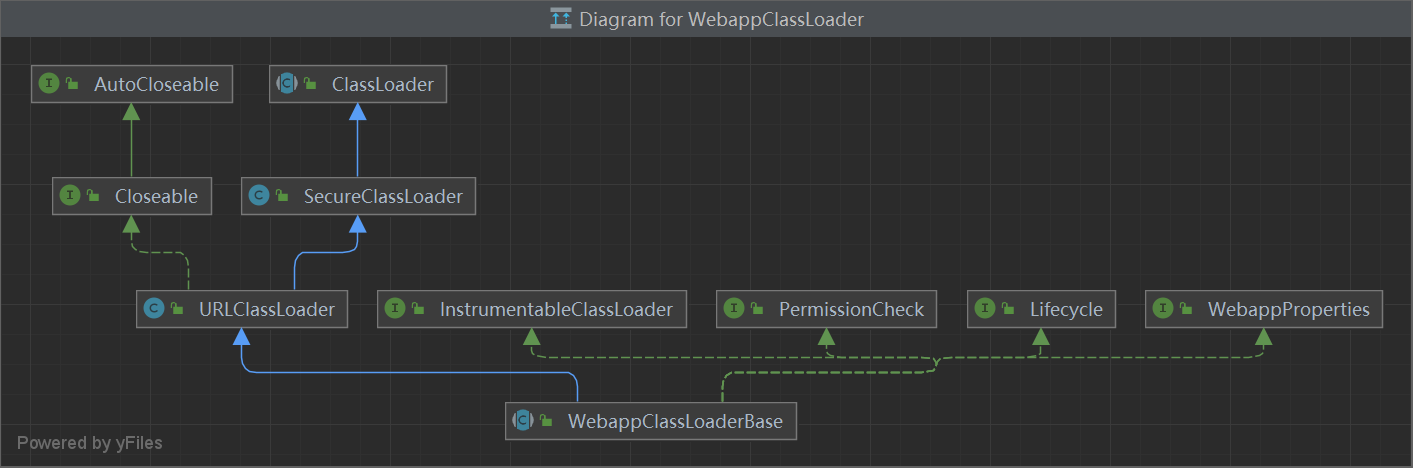 Diagram for WebappClassLoader
AutoCloseable
ClassLoader
Closeable
SecureClassLoader
URLClassLoader
InstrumentableClassLoader
PermissionCheck
Lifecycle
WebappProperties
WebappClassLoaderBase
Powered by yFiles